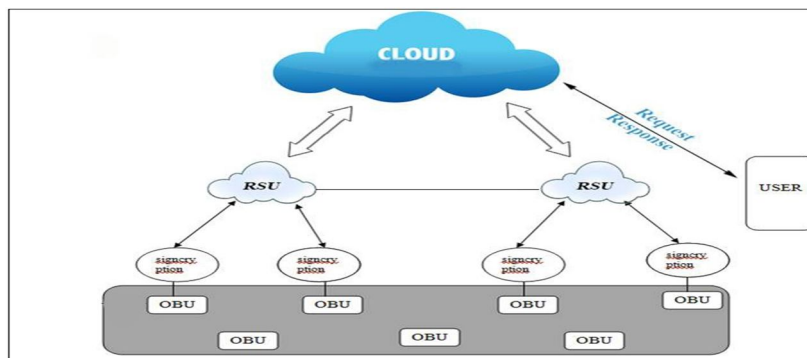 CLOUD
Request
Response
RSU
RSU
USER
signcry
ption
signcry
ption
signcry
ption
signcry
ption
OBU
OBU
OBU
OBU
OBU
OBU
OBU